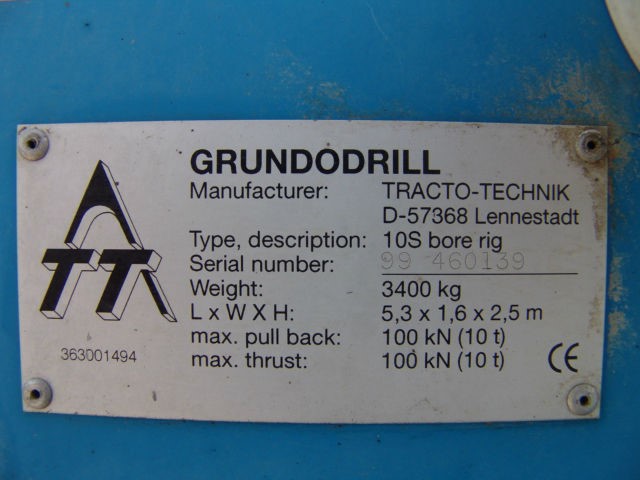 GRUNDODRILL
Manufacturer: TRACTO-TECHNIK
D-57368 Lennestadt
Type, description: 10S bore rig
Serial number: 99 460139
Weight: 3400 kg
L x W X H: 5,3 x 1,6 x 2,5 m
max. pull back: 100 kN (10 t)
max. thrust: 100 kN (10 t)
TT
363001494
CE